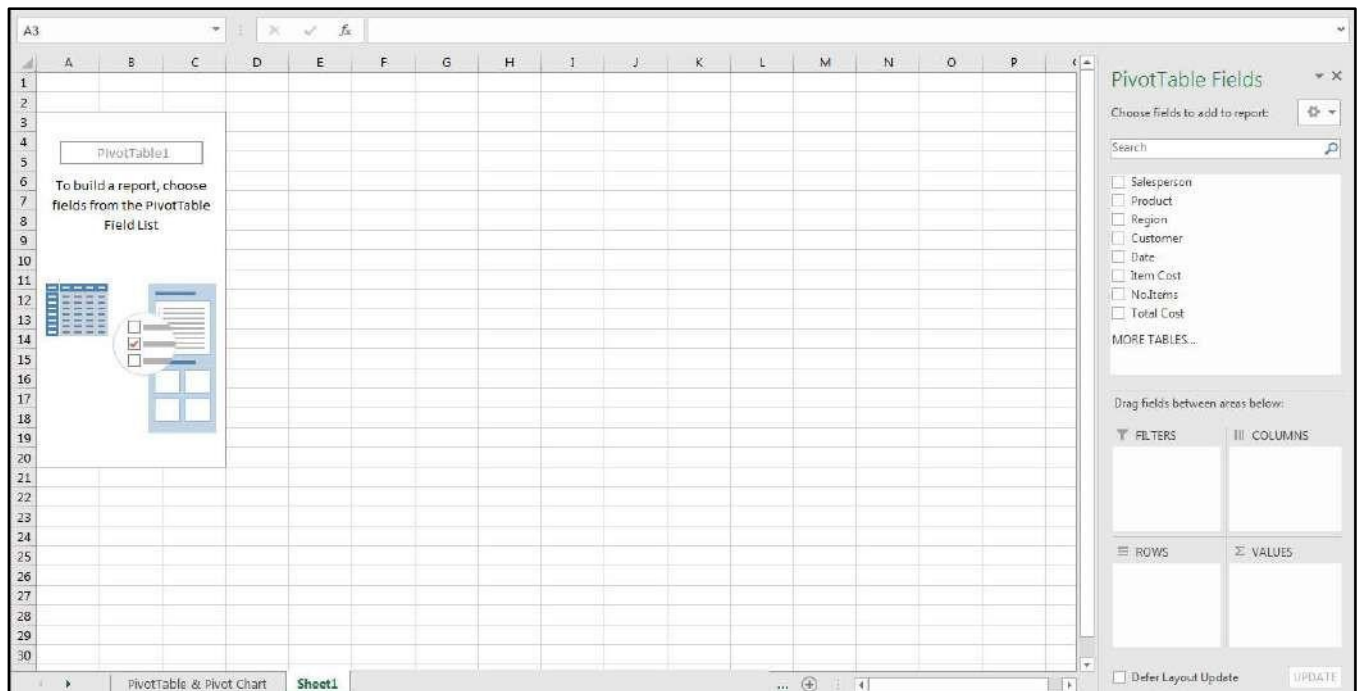 A3
fx
A B C D E F G H I J K L M N O P
1
2
3
4
5
6
7
8
9
10
11
12
13
14
15
16
17
18
19
20
21
22
23
24
25
26
27
28
29
30
PivotTable1
To build a report, choose
fields from the PivotTable
Field List
PivotTable Fields
Choose fields to add to report:
Search
Salesperson
Product
Region
Customer
Date
Item Cost
No.Items
Total Cost
MORE TABLES...
Drag fields between areas below:
FILTERS
COLUMNS
ROWS
Σ VALUES
Defer Layout Update
UPDATE
PivotTable & Pivot Chart
Sheet1
...